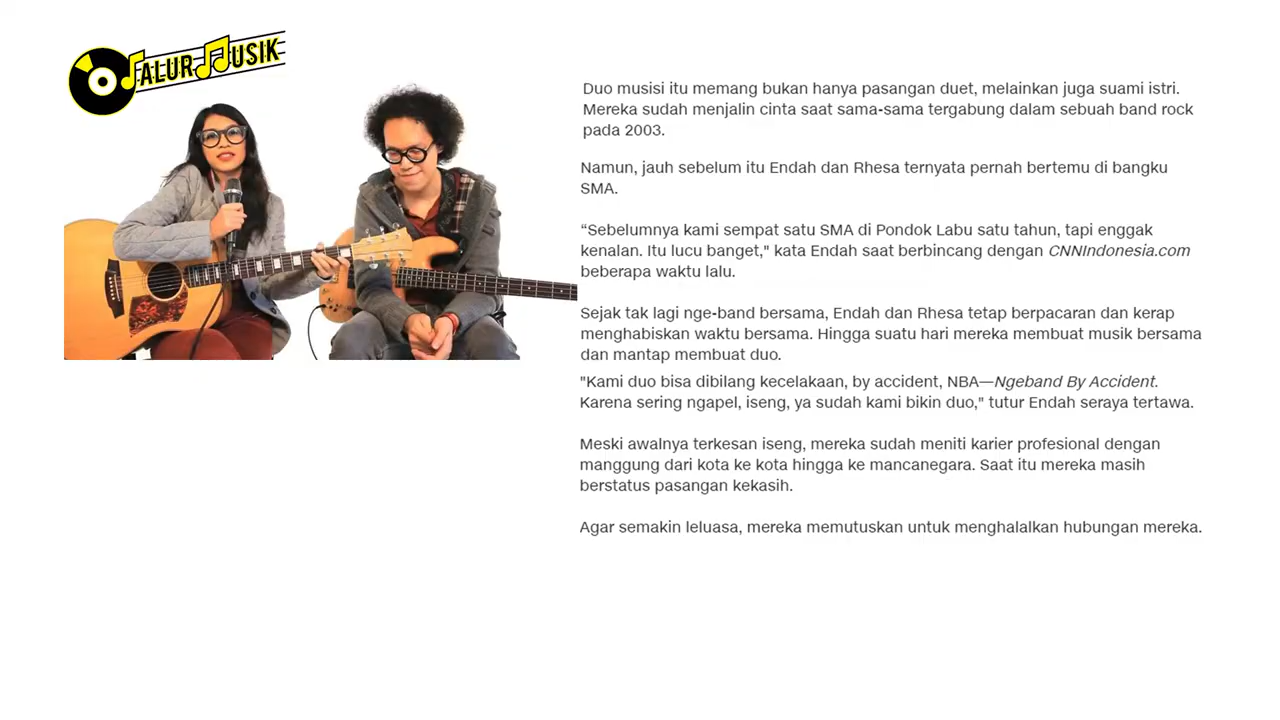 JALUR MUSIK
Duo musisi itu memang bukan hanya pasangan duet, melainkan juga suami istri.
Mereka sudah menjalin cinta saat sama-sama tergabung dalam sebuah band rock
pada 2003.
Namun, jauh sebelum itu Endah dan Rhesa ternyata pernah bertemu di bangku
SMA.
“Sebelumnya kami sempat satu SMA di Pondok Labu satu tahun, tapi enggak
kenalan. Itu lucu banget," kata Endah saat berbincang dengan CNNIndonesia.com
beberapa waktu lalu.
Sejak tak lagi nge-band bersama, Endah dan Rhesa tetap berpacaran dan kerap
menghabiskan waktu bersama. Hingga suatu hari mereka membuat musik bersama
dan mantap membuat duo.
"Kami duo bisa dibilang kecelakaan, by accident, NBA—Ngeband By Accident.
Karena sering ngapel, iseng, ya sudah kami bikin duo," tutur Endah seraya tertawa.
Meski awalnya terkesan iseng, mereka sudah meniti karier profesional dengan
manggung dari kota ke kota hingga ke mancanegara. Saat itu mereka masih
berstatus pasangan kekasih.
Agar semakin leluasa, mereka memutuskan untuk menghalalkan hubungan mereka.